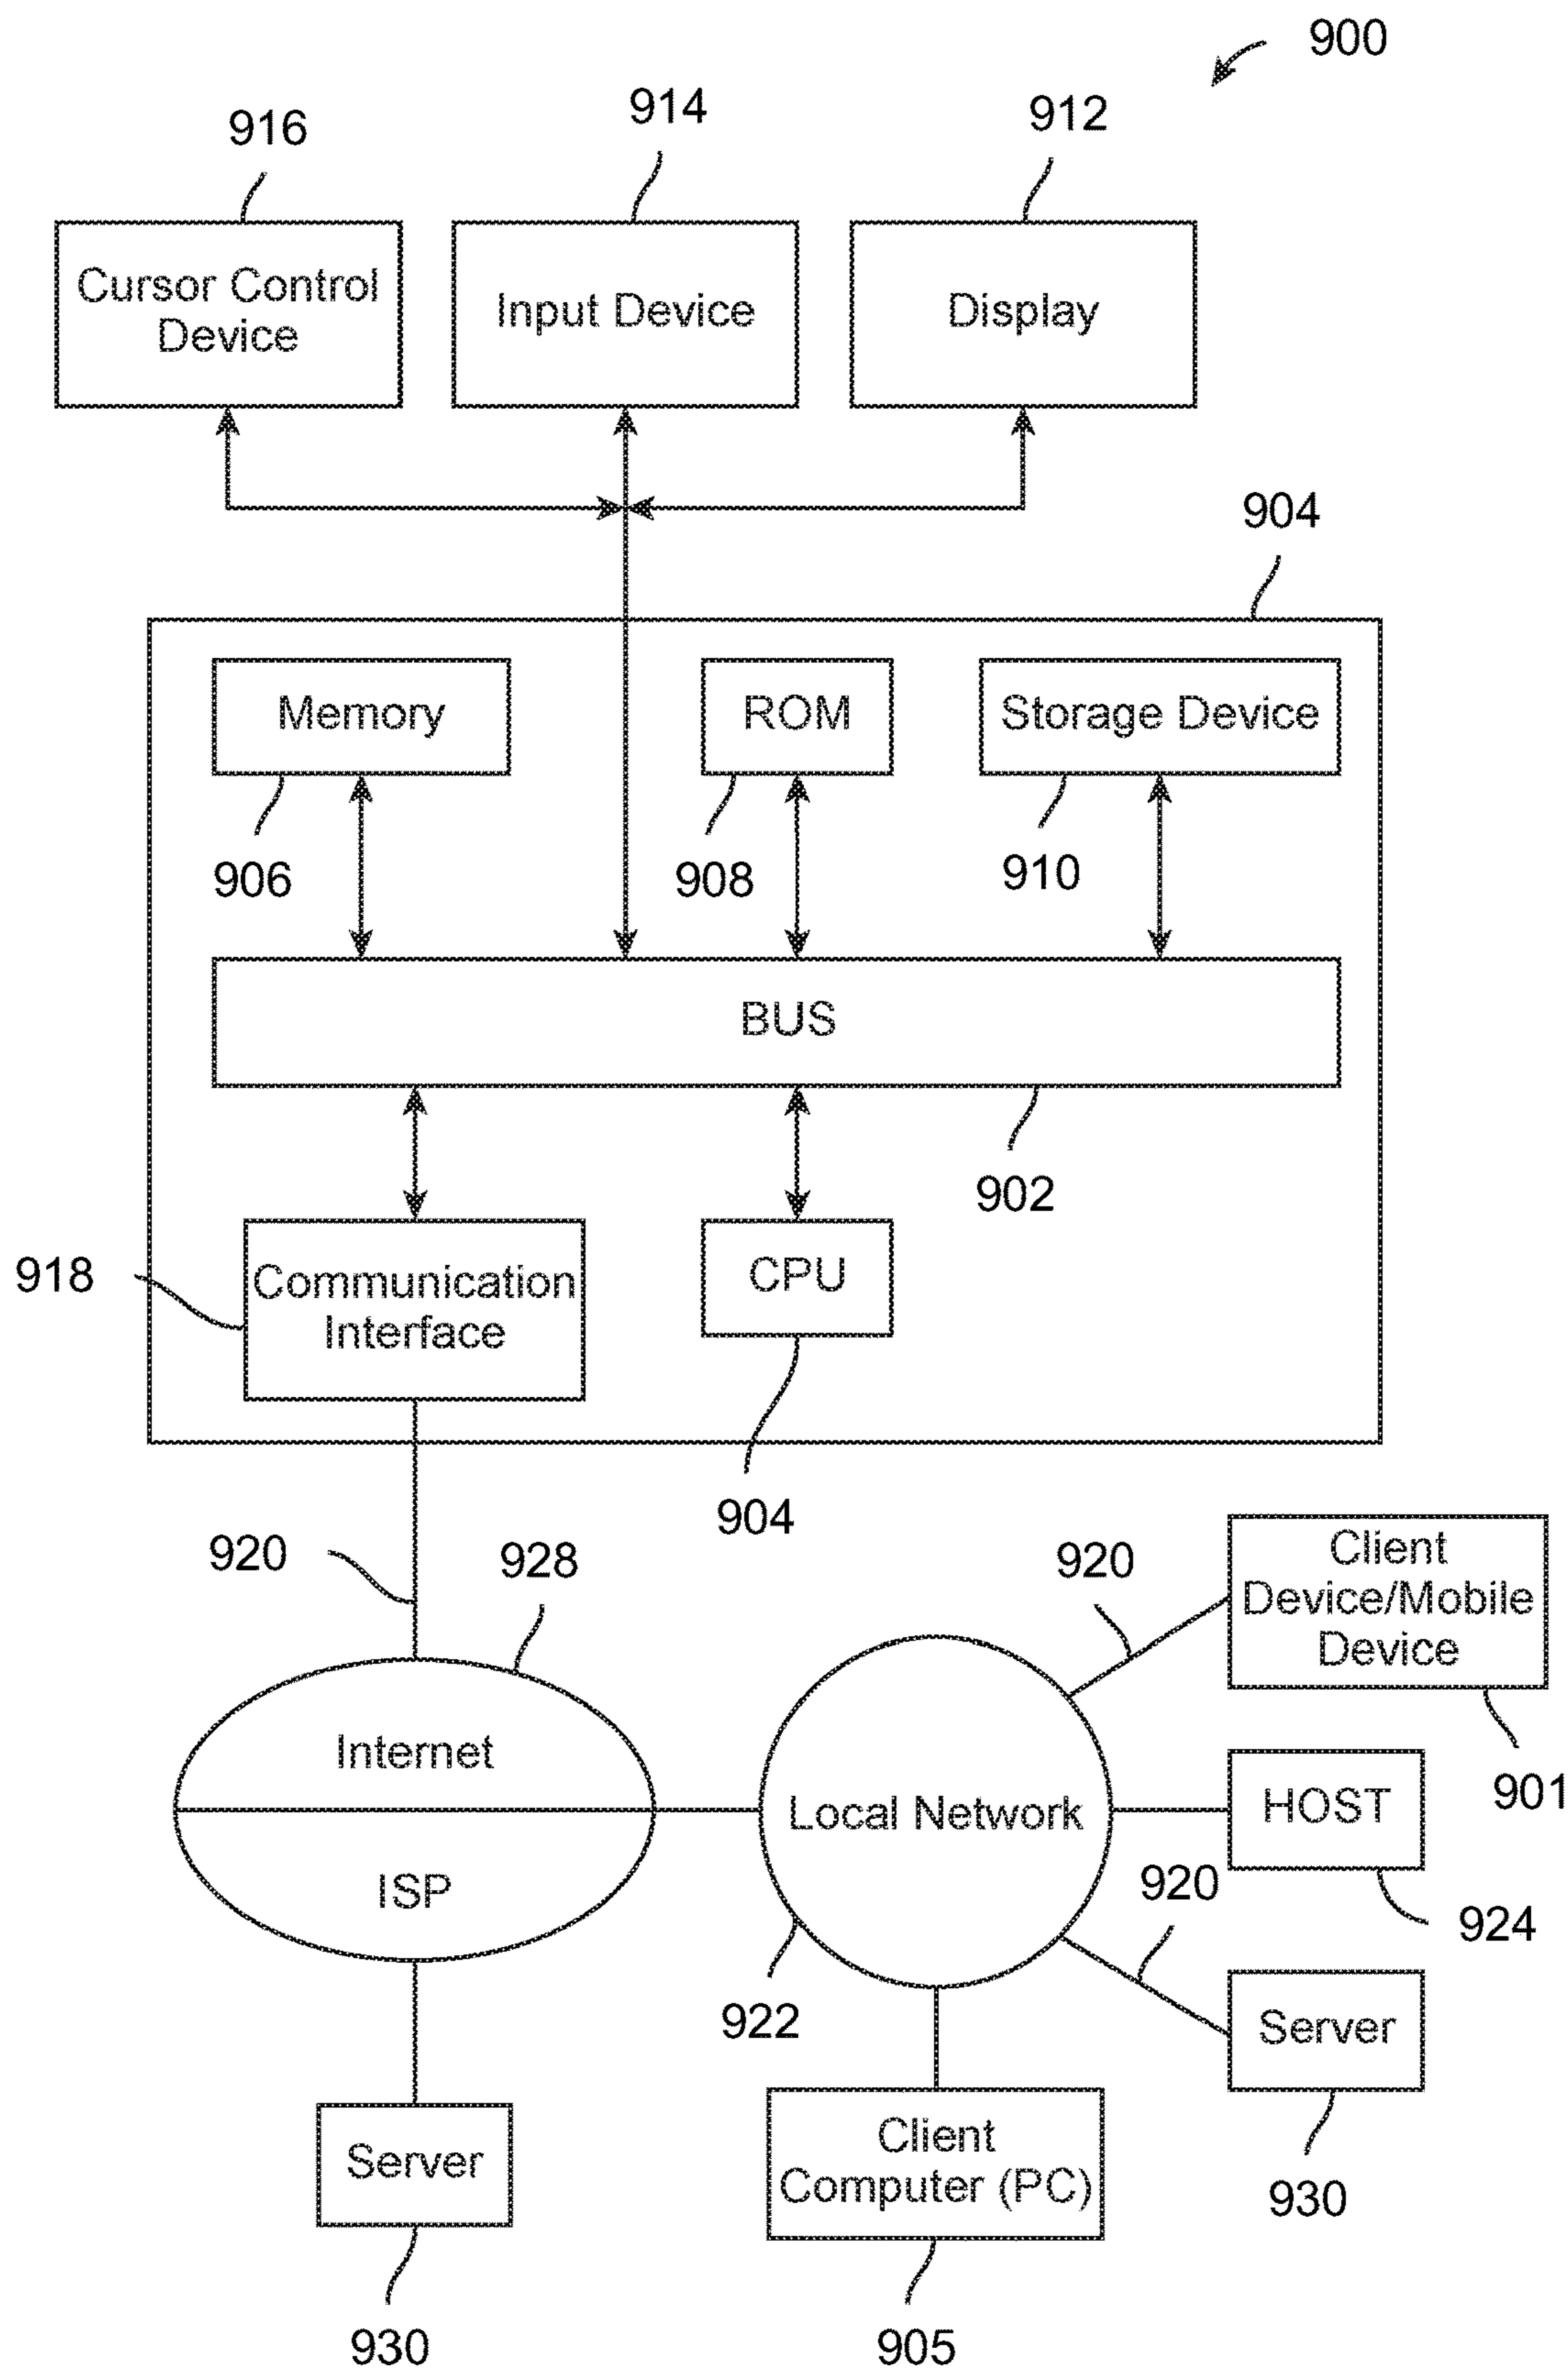 900
916
914
912
Cursor Control
Device
Input Device
Display
904
Memory
ROM
Storage Device
906
908
910
BUS
902
918
Communication
Interface
CPU
904
920
928
920
Client
Device/Mobile
Device
901
Internet
ISP
Local Network
HOST
920
924
922
Server
930
Server
930
Client
Computer (PC)
905